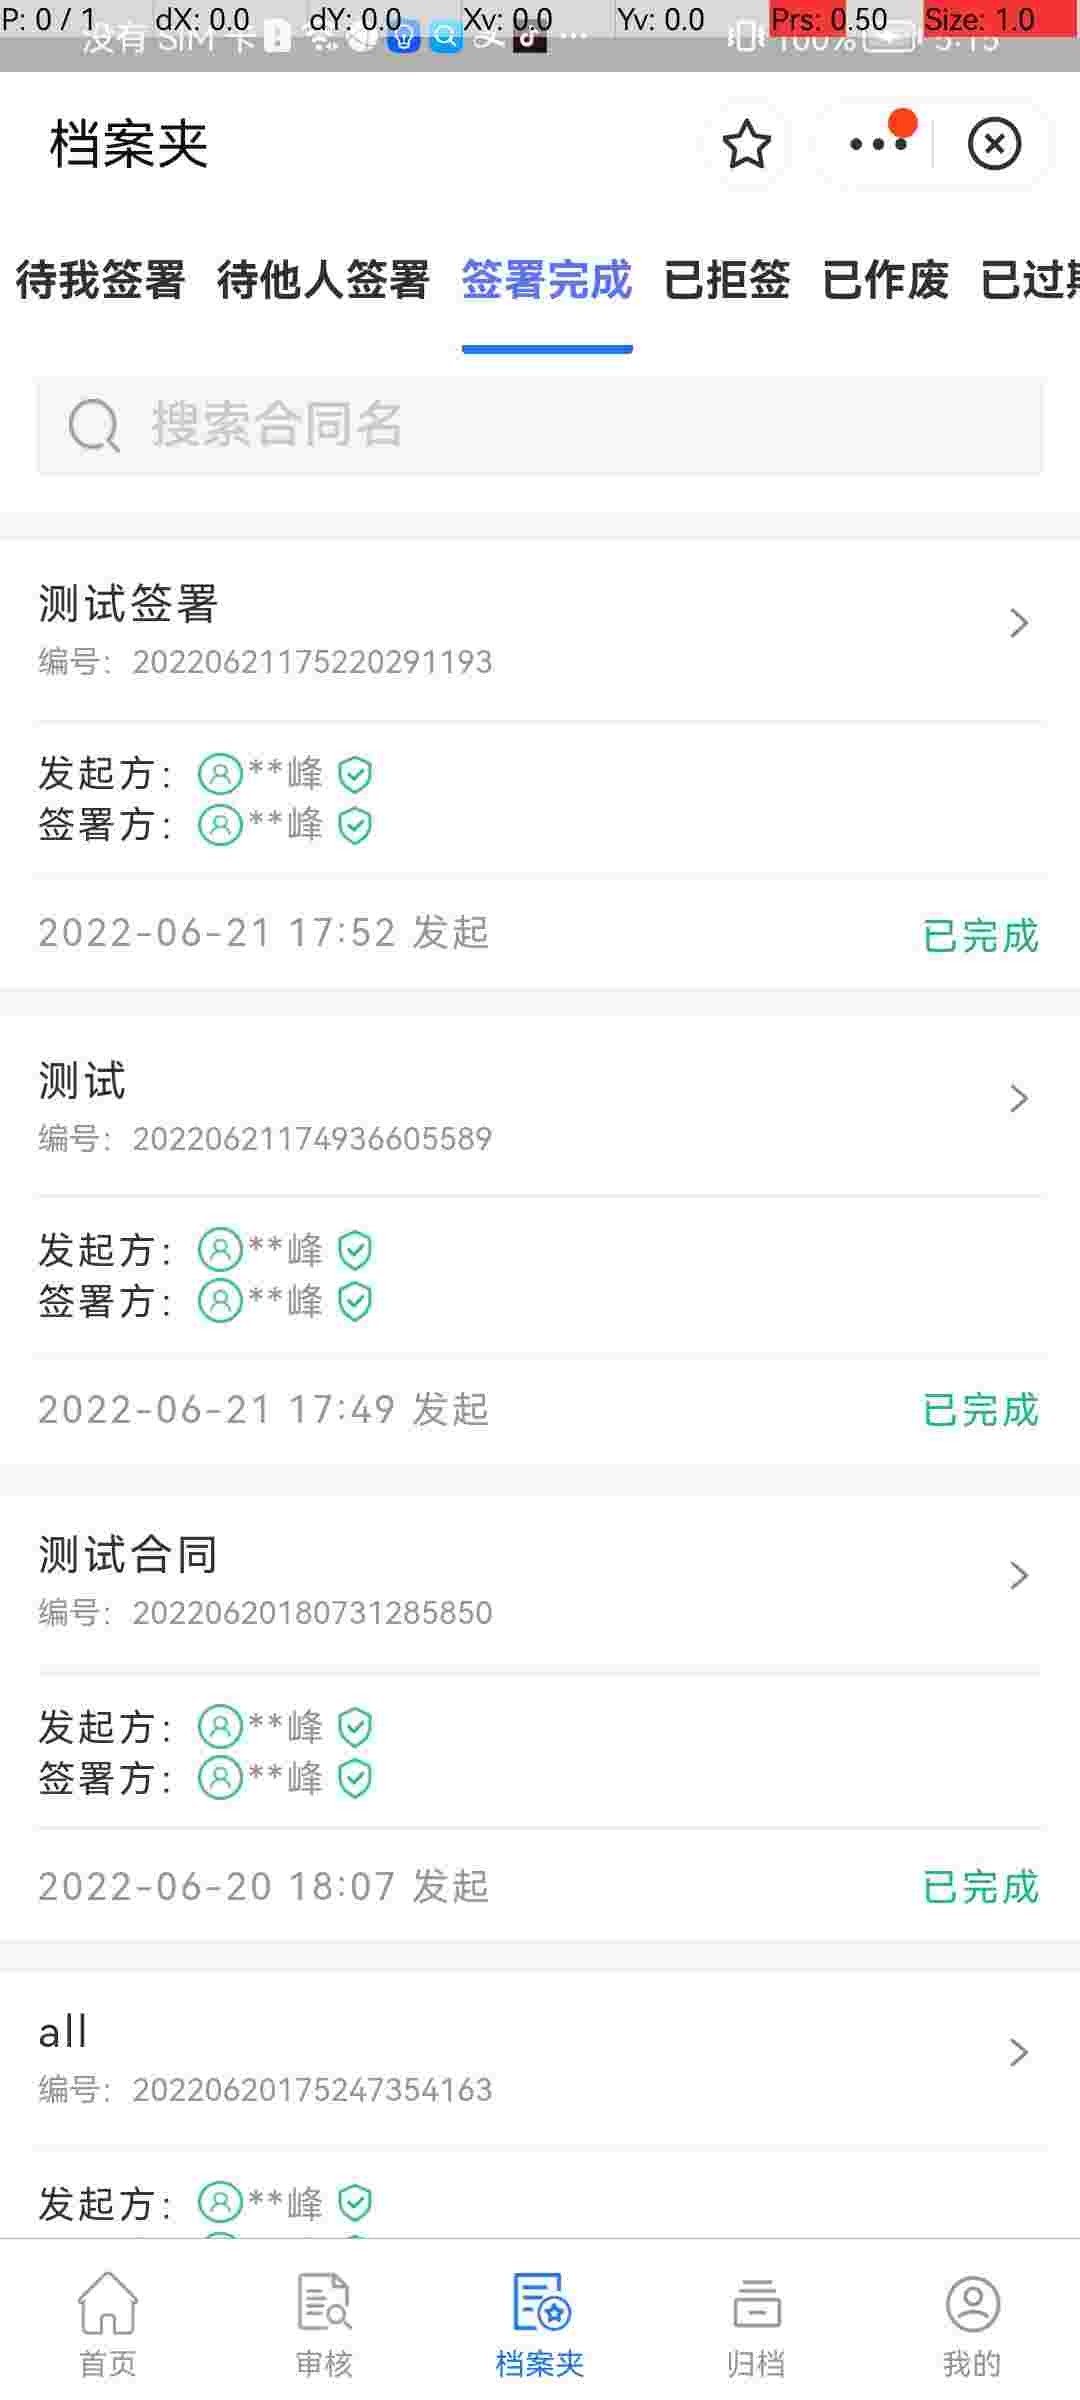 P: 0 / 1 dX: 0.0 dY: 0.0 Xv: 0.0 Yv: 0.0 Prs: 0.50 Size: 1.0
没有 SIM 卡 100% 5:15
档案夹
待我签署 待他人签署 签署完成 已拒签 已作废 已过期
搜索合同名
测试签署
编号: 20220621175220291193
发起方: **峰
签署方: **峰
2022-06-21 17:52 发起 已完成
测试
编号: 20220621174936605589
发起方: **峰
签署方: **峰
2022-06-21 17:49 发起 已完成
测试合同
编号: 20220620180731285850
发起方: **峰
签署方: **峰
2022-06-20 18:07 发起 已完成
all
编号: 20220620175247354163
发起方: **峰
首页 审核 档案夹 归档 我的